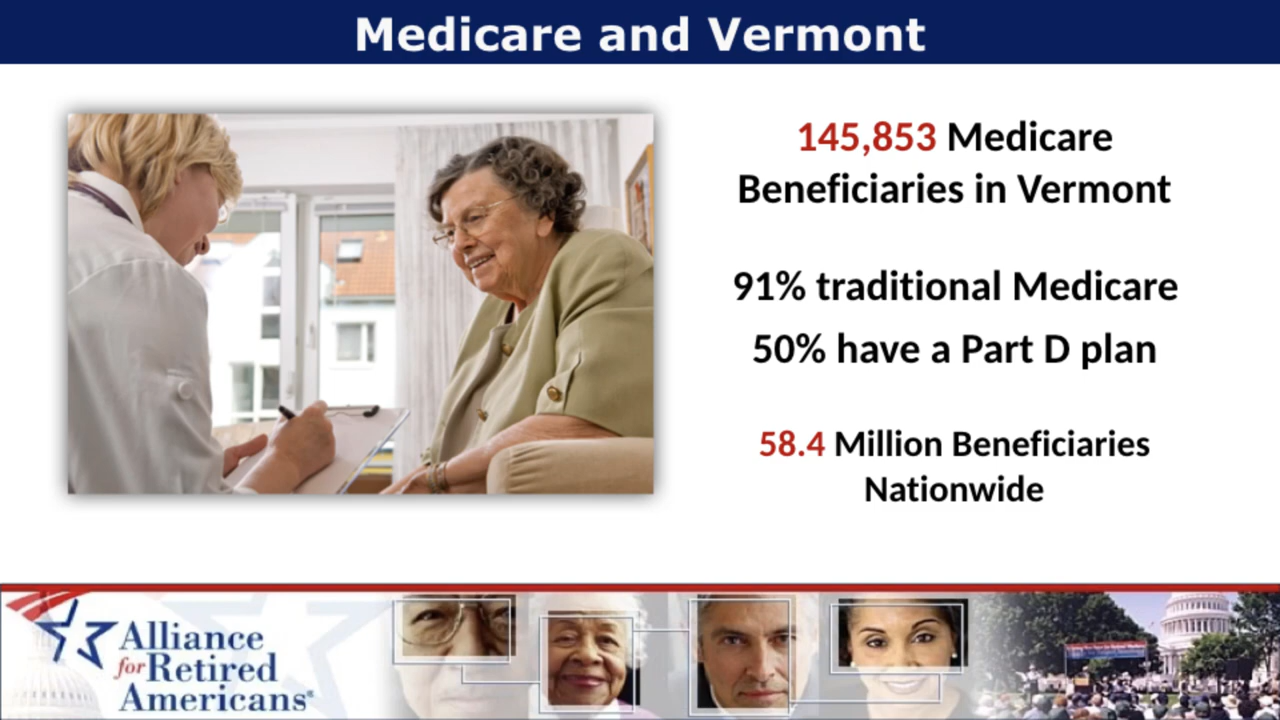 Medicare and Vermont
145,853 Medicare
Beneficiaries in Vermont
91% traditional Medicare
50% have a Part D plan
58.4 Million Beneficiaries
Nationwide
Alliance
for Retired
Americans®